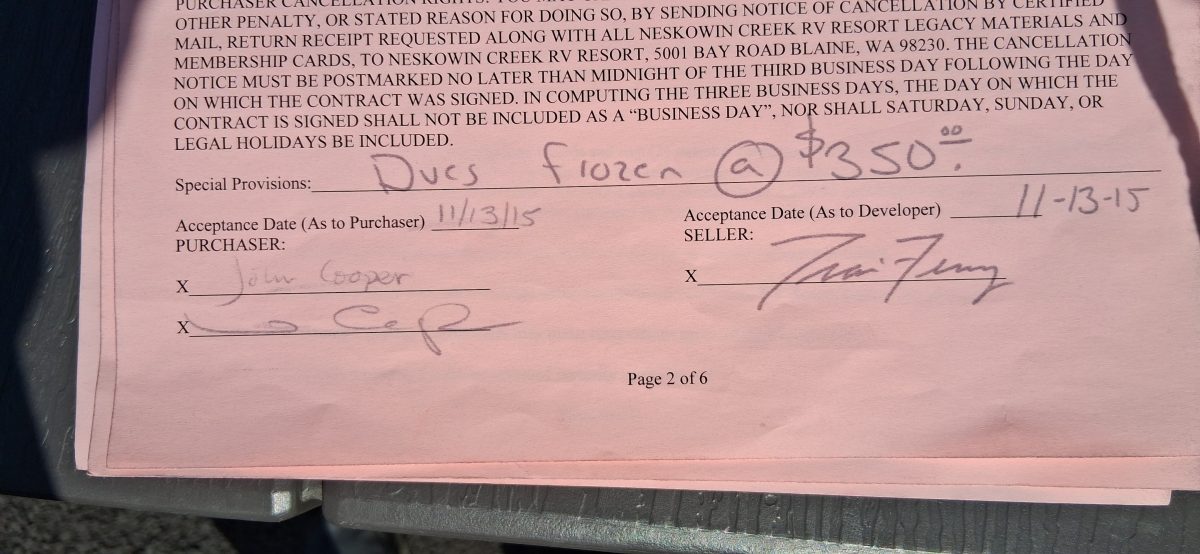 PURCHASER CANCELLATION RIGHTS: YOU
OTHER PENALTY, OR STATED REASON FOR DOING SO, BY SENDING NOTICE OF CANCELLATION BY CERTIFIED
MAIL, RETURN RECEIPT REQUESTED ALONG WITH ALL NESKOWIN CREEK RV RESORT LEGACY MATERIALS AND
MEMBERSHIP CARDS, TO NESKOWIN CREEK RV RESORT, 5001 BAY ROAD BLAINE, WA 98230. THE CANCELLATION
NOTICE MUST BE POSTMARKED NO LATER THAN MIDNIGHT OF THE THIRD BUSINESS DAY FOLLOWING THE DAY
ON WHICH THE CONTRACT WAS SIGNED. IN COMPUTING THE THREE BUSINESS DAYS, THE DAY ON WHICH THE
CONTRACT IS SIGNED SHALL NOT BE INCLUDED AS A “BUSINESS DAY”, NOR SHALL SATURDAY, SUNDAY, OR
LEGAL HOLIDAYS BE INCLUDED.
Special Provisions: Dues frozen @ $350.00
Acceptance Date (As to Purchaser) 11/13/15 Acceptance Date (As to Developer) 11-13-15
PURCHASER: SELLER:
X John Cooper X
X
Page 2 of 6